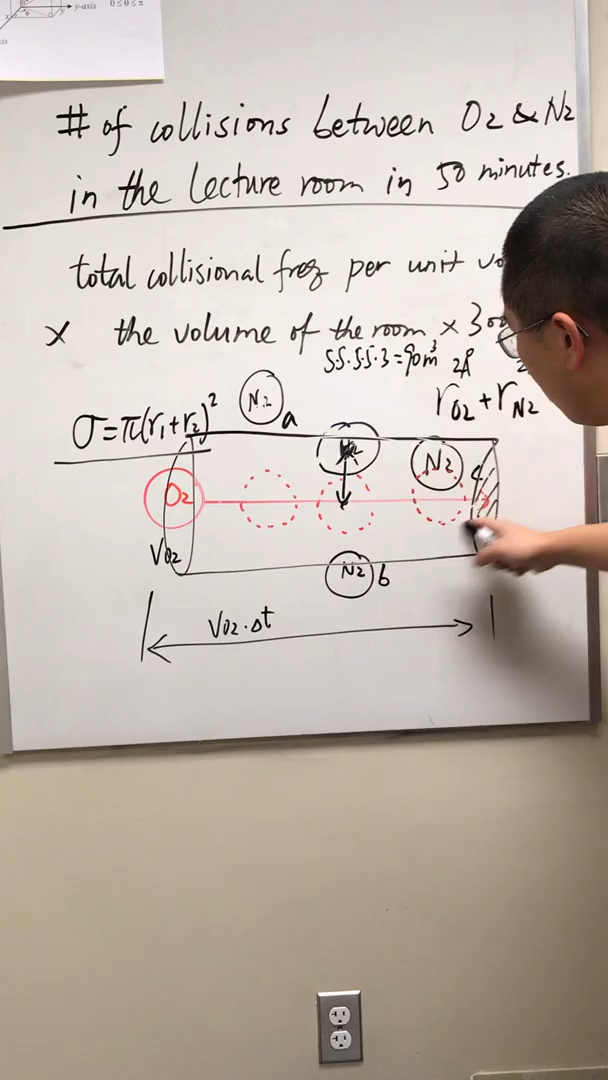 y-axis 0≤θ≤π
# of collisions between O2 & N2
in the lecture room in 50 minutes.
total collisional freq per unit
x the volume of the room x
5.5·5.5·3=90m³ 2Å
N2 a rO2+rN2
σ=π(r1+r2)²
N2
O2
VO2
N2 b
VO2·Δt